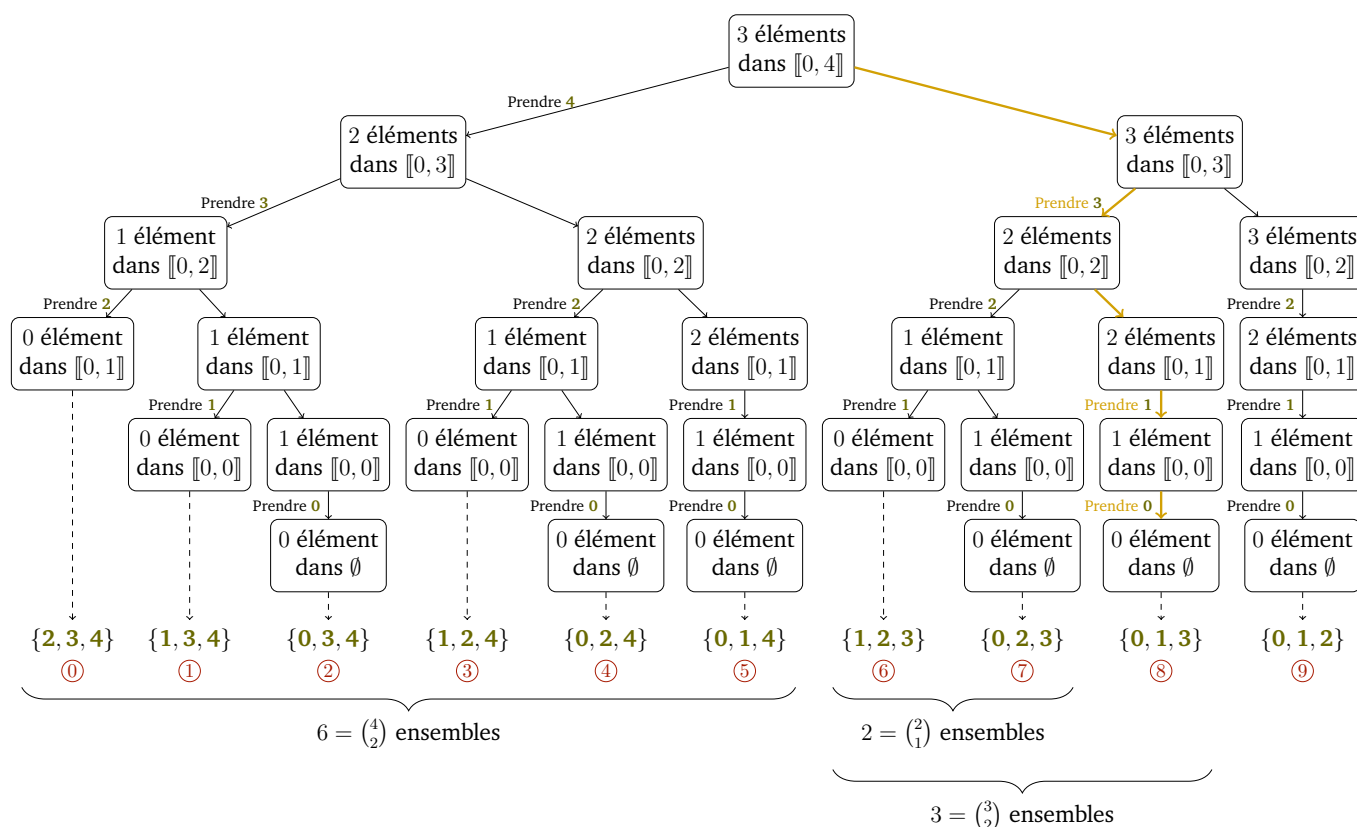 3 éléments
dans ⟦0, 4⟧
Prendre 4
2 éléments
dans ⟦0, 3⟧
3 éléments
dans ⟦0, 3⟧
Prendre 3
Prendre 3
1 élément
dans ⟦0, 2⟧
2 éléments
dans ⟦0, 2⟧
2 éléments
dans ⟦0, 2⟧
3 éléments
dans ⟦0, 2⟧
Prendre 2
Prendre 2
Prendre 2
Prendre 2
0 élément
dans ⟦0, 1⟧
1 élément
dans ⟦0, 1⟧
1 élément
dans ⟦0, 1⟧
2 éléments
dans ⟦0, 1⟧
1 élément
dans ⟦0, 1⟧
2 éléments
dans ⟦0, 1⟧
2 éléments
dans ⟦0, 1⟧
Prendre 1
Prendre 1
Prendre 1
Prendre 1
Prendre 1
Prendre 1
0 élément
dans ⟦0, 0⟧
1 élément
dans ⟦0, 0⟧
0 élément
dans ⟦0, 0⟧
1 élément
dans ⟦0, 0⟧
1 élément
dans ⟦0, 0⟧
0 élément
dans ⟦0, 0⟧
1 élément
dans ⟦0, 0⟧
1 élément
dans ⟦0, 0⟧
1 élément
dans ⟦0, 0⟧
Prendre 0
Prendre 0
Prendre 0
Prendre 0
Prendre 0
Prendre 0
0 élément
dans ∅
0 élément
dans ∅
0 élément
dans ∅
0 élément
dans ∅
0 élément
dans ∅
0 élément
dans ∅
{2, 3, 4} {1, 3, 4} {0, 3, 4} {1, 2, 4} {0, 2, 4} {0, 1, 4} {1, 2, 3} {0, 2, 3} {0, 1, 3} {0, 1, 2}
⓪ ① ② ③ ④ ⑤ ⑥ ⑦ ⑧ ⑨
6 = (4 2) ensembles
2 = (2 1) ensembles
3 = (3 2) ensembles